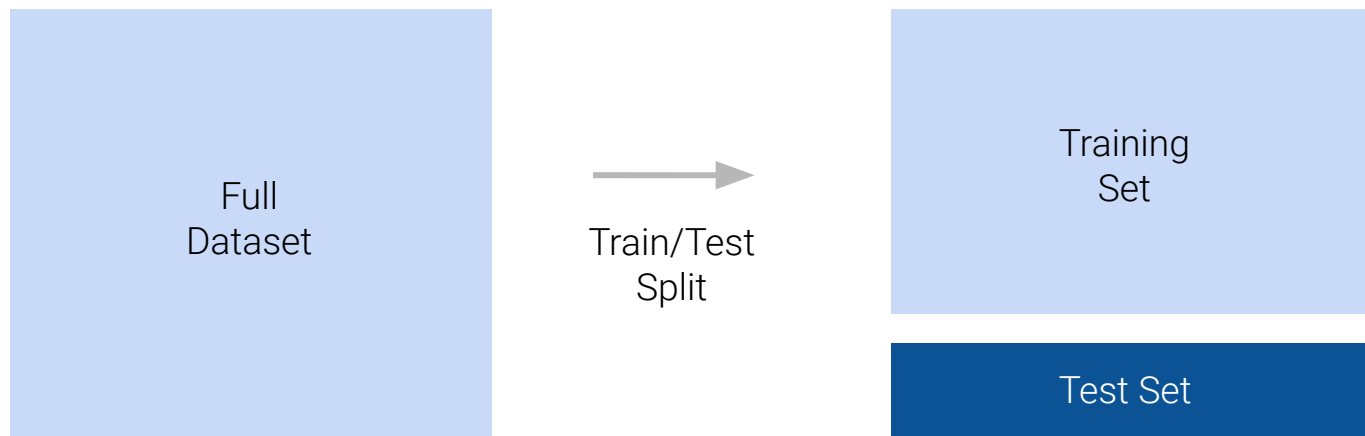 Full
Dataset
Train/Test
Split
Training
Set
Test Set